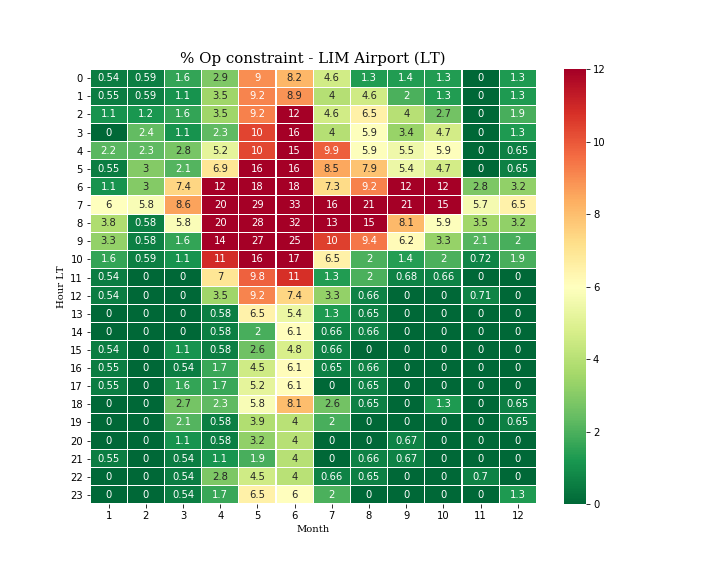 % Op constraint - LIM Airport (LT)
0 0.54 0.59 1.6 2.9 9 8.2 4.6 1.3 1.4 1.3 0 1.3
1 0.55 0.59 1.1 3.5 9.2 8.9 4 4.6 2 1.3 0 1.3
2 1.1 1.2 1.6 3.5 9.2 12 4.6 6.5 4 2.7 0 1.9
3 0 2.4 1.1 2.3 10 16 4 5.9 3.4 4.7 0 1.3
4 2.2 2.3 2.8 5.2 10 15 9.9 5.9 5.5 5.9 0 0.65
5 0.55 3 2.1 6.9 16 16 8.5 7.9 5.4 4.7 0 0.65
6 1.1 3 7.4 12 18 18 7.3 9.2 12 12 2.8 3.2
7 6 5.8 8.6 20 29 33 16 21 21 15 5.7 6.5
8 3.8 0.58 5.8 20 28 32 13 15 8.1 5.9 3.5 3.2
9 3.3 0.58 1.6 14 27 25 10 9.4 6.2 3.3 2.1 2
10 1.6 0.59 1.1 11 16 17 6.5 2 1.4 2 0.72 1.9
11 0.54 0 0 7 9.8 11 1.3 2 0.68 0.66 0 0
12 0.54 0 0 3.5 9.2 7.4 3.3 0.66 0 0 0.71 0
13 0 0 0 0.58 6.5 5.4 1.3 0.65 0 0 0 0
14 0 0 0 0.58 2 6.1 0.66 0.66 0 0 0 0
15 0.54 0 1.1 0.58 2.6 4.8 0.66 0 0 0 0 0
16 0.55 0 0.54 1.7 4.5 6.1 0.65 0.66 0 0 0 0
17 0.55 0 1.6 1.7 5.2 6.1 0 0.65 0 0 0 0
18 0 0 2.7 2.3 5.8 8.1 2.6 0.65 0 1.3 0 0.65
19 0 0 2.1 0.58 3.9 4 2 0 0 0 0 0.65
20 0 0 1.1 0.58 3.2 4 0 0 0.67 0 0 0
21 0.55 0 0.54 1.1 1.9 4 0 0.66 0.67 0 0 0
22 0 0 0.54 2.8 4.5 4 0.66 0.65 0 0 0.7 0
23 0 0 0.54 1.7 6.5 6 2 0 0 0 0 1.3
1 2 3 4 5 6 7 8 9 10 11 12
Month
Hour LT
12
10
8
6
4
2
0